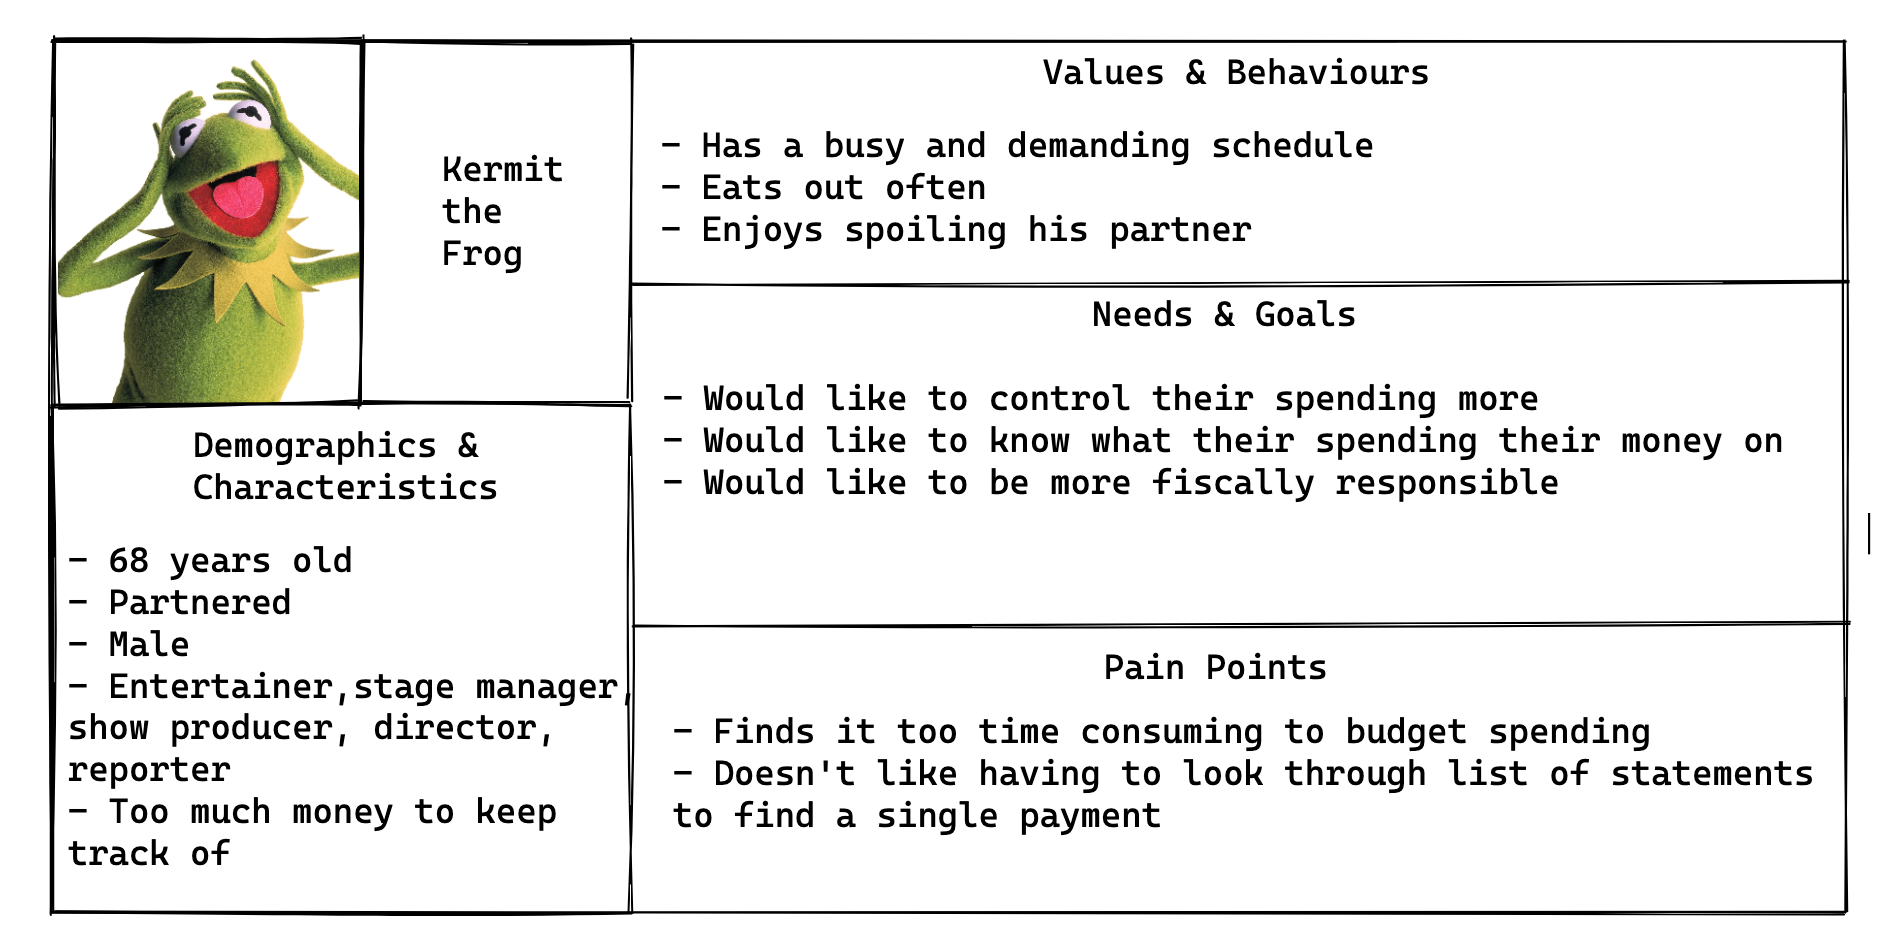 Kermit
the
Frog
Demographics &
Characteristics
- 68 years old
- Partnered
- Male
- Entertainer,stage manager,
show producer, director,
reporter
- Too much money to keep
track of
Values & Behaviours
- Has a busy and demanding schedule
- Eats out often
- Enjoys spoiling his partner
Needs & Goals
- Would like to control their spending more
- Would like to know what their spending their money on
- Would like to be more fiscally responsible
Pain Points
- Finds it too time consuming to budget spending
- Doesn't like having to look through list of statements
to find a single payment